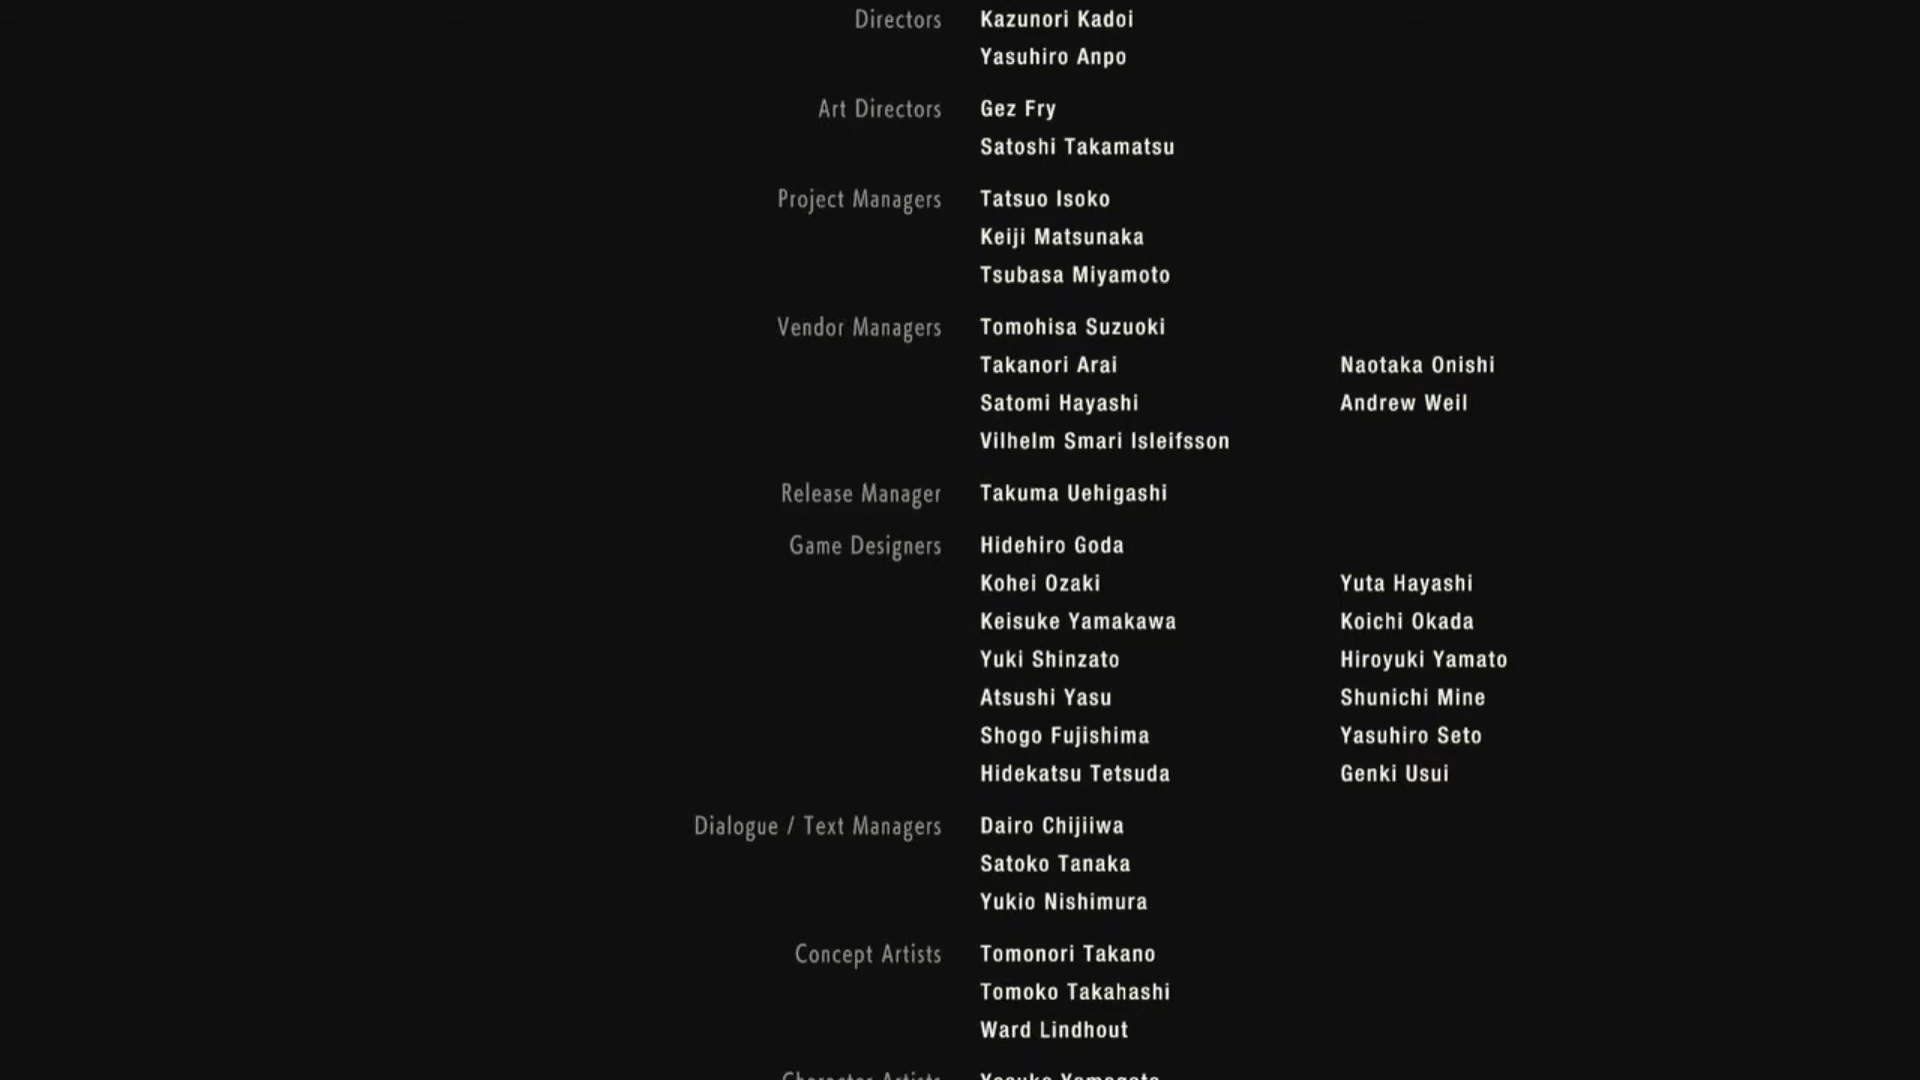 Directors Kazunori Kadoi
Yasuhiro Anpo
Art Directors Gez Fry
Satoshi Takamatsu
Project Managers Tatsuo Isoko
Keiji Matsunaka
Tsubasa Miyamoto
Vendor Managers Tomohisa Suzuoki
Takanori Arai Naotaka Onishi
Satomi Hayashi Andrew Weil
Vilhelm Smari Isleifsson
Release Manager Takuma Uehigashi
Game Designers Hidehiro Goda
Kohei Ozaki Yuta Hayashi
Keisuke Yamakawa Koichi Okada
Yuki Shinzato Hiroyuki Yamato
Atsushi Yasu Shunichi Mine
Shogo Fujishima Yasuhiro Seto
Hidekatsu Tetsuda Genki Usui
Dialogue / Text Managers Dairo Chijiiwa
Satoko Tanaka
Yukio Nishimura
Concept Artists Tomonori Takano
Tomoko Takahashi
Ward Lindhout
Character Artists